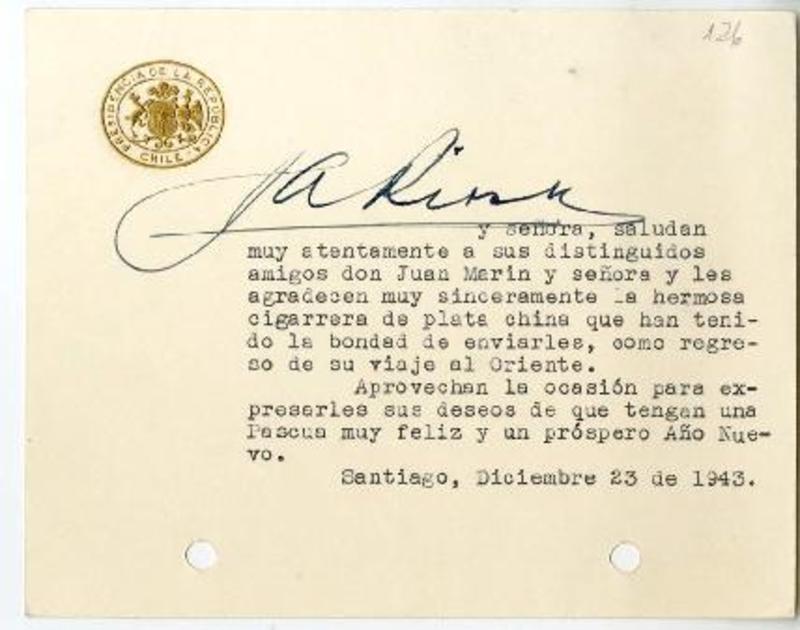 126
PRESIDENCIA DE LA REPUBLICA
CHILE
JA Rios M
y señora, saludan
muy atentamente a sus distinguidos
amigos don Juan Marin y señora y les
agradecen muy sinceramente la hermosa
cigarrera de plata china que han teni-
do la bondad de enviarles, como regre-
so de su viaje al Oriente.
Aprovechan la ocasión para ex-
presarles sus deseos de que tengan una
Pascua muy feliz y un próspero Año Nue-
vo.
Santiago, Diciembre 23 de 1943.